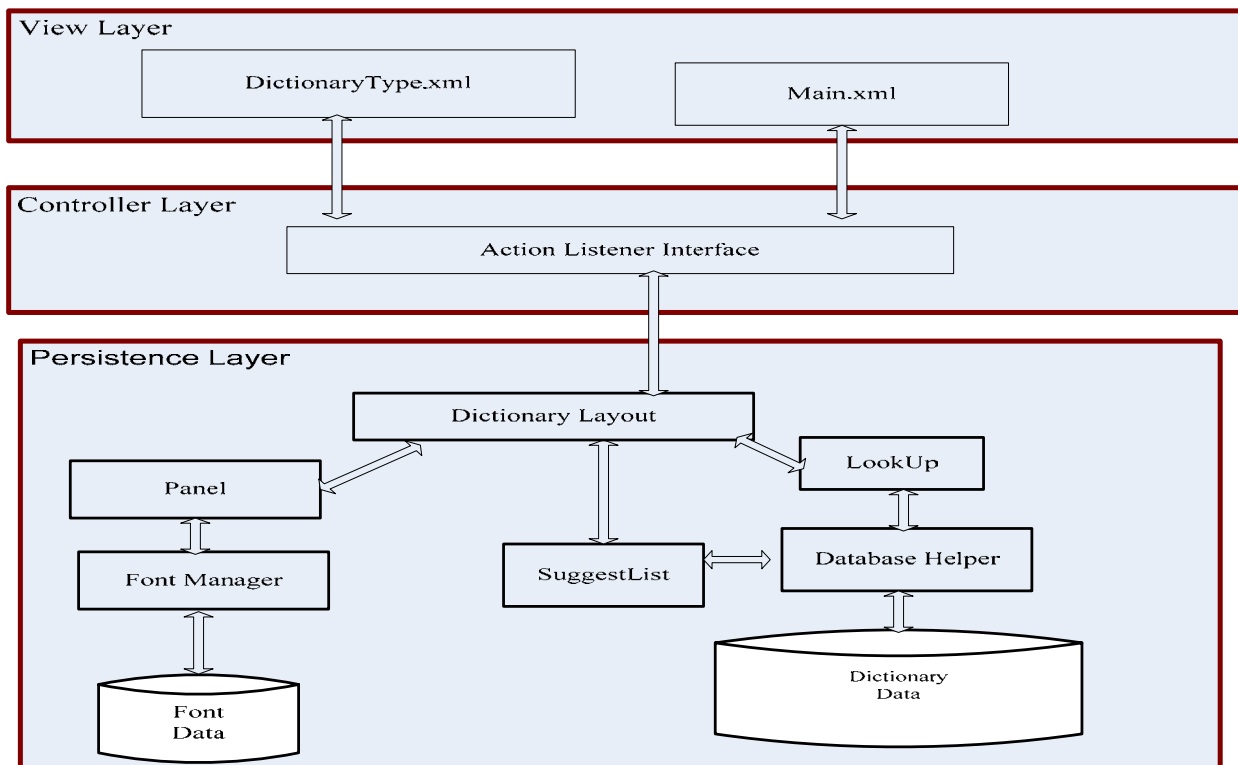 View Layer
DictionaryType.xml
Main.xml
Controller Layer
Action Listener Interface
Persistence Layer
Dictionary Layout
LookUp
Panel
Database Helper
Font Manager
SuggestList
Dictionary
Data
Font
Data